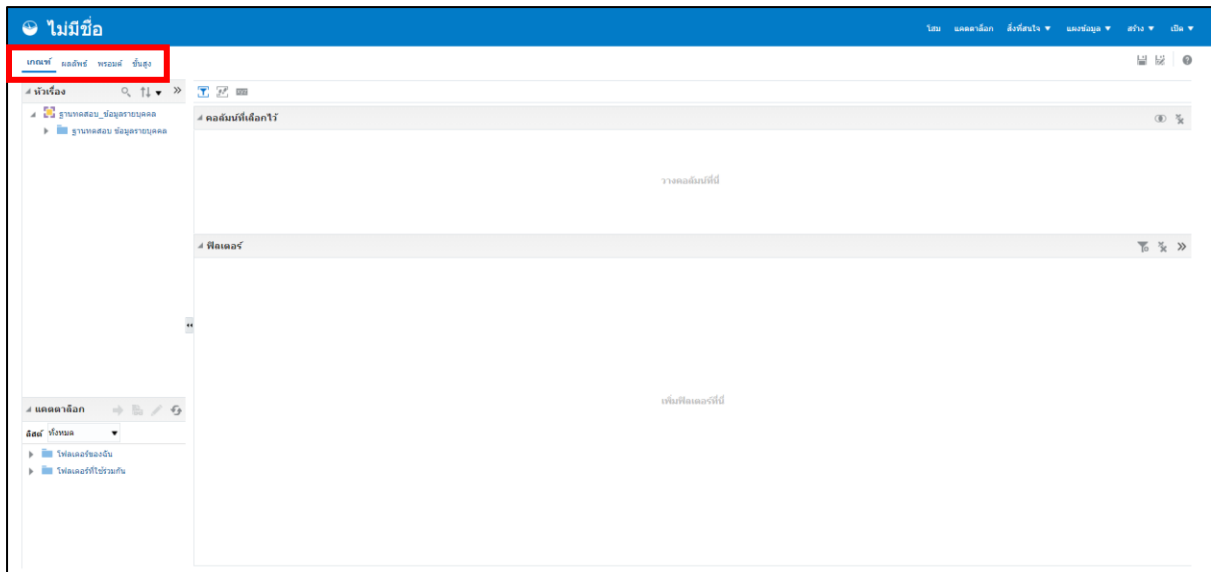 ไม่มีชื่อ
โฮม แคตตาล็อก สิ่งที่สนใจ แผงข้อมูล สร้าง เปิด
เกณฑ์ ผลลัพธ์ พรอมต์ ขั้นสูง
หัวเรื่อง
ฐานทดสอบ_ข้อมูลรายบุคคล
ฐานทดสอบ ข้อมูลรายบุคคล
คอลัมน์ที่เลือกไว้
วางคอลัมน์ที่นี่
ฟิลเตอร์
เพิ่มฟิลเตอร์ที่นี่
แคตตาล็อก
ลิสต์ ทั้งหมด
โฟลเดอร์ของฉัน
โฟลเดอร์ที่ใช้ร่วมกัน